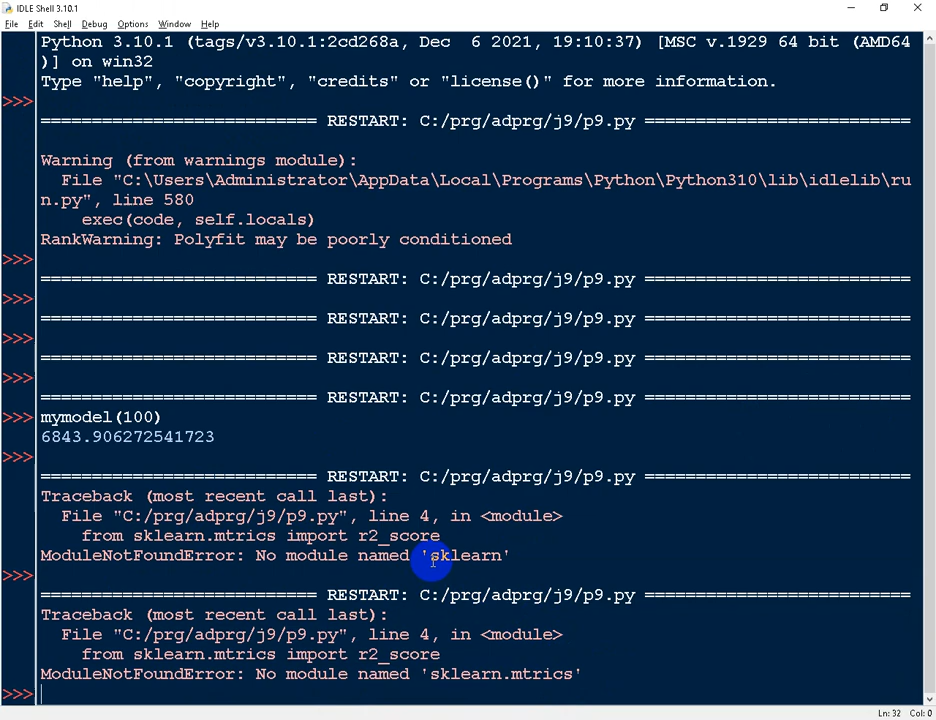 IDLE Shell 3.10.1
File Edit Shell Debug Options Window Help
Python 3.10.1 (tags/v3.10.1:2cd268a, Dec  6 2021, 19:10:37) [MSC v.1929 64 bit (AMD64
)] on win32
Type "help", "copyright", "credits" or "license()" for more information.
>>>
=========================== RESTART: C:/prg/adprg/j9/p9.py ==========================
Warning (from warnings module):
File "C:\Users\Administrator\AppData\Local\Programs\Python\Python310\lib\idlelib\ru
n.py", line 580
exec(code, self.locals)
RankWarning: Polyfit may be poorly conditioned
>>>
=========================== RESTART: C:/prg/adprg/j9/p9.py ==========================
>>>
=========================== RESTART: C:/prg/adprg/j9/p9.py ==========================
>>>
=========================== RESTART: C:/prg/adprg/j9/p9.py ==========================
>>>
=========================== RESTART: C:/prg/adprg/j9/p9.py ==========================
>>> mymodel(100)
6843.906272541723
>>>
=========================== RESTART: C:/prg/adprg/j9/p9.py ==========================
Traceback (most recent call last):
File "C:/prg/adprg/j9/p9.py", line 4, in <module>
from sklearn.mtrics import r2_score
ModuleNotFoundError: No module named 'sklearn'
>>>
=========================== RESTART: C:/prg/adprg/j9/p9.py ==========================
Traceback (most recent call last):
File "C:/prg/adprg/j9/p9.py", line 4, in <module>
from sklearn.mtrics import r2_score
ModuleNotFoundError: No module named 'sklearn.mtrics'
>>>
Ln: 32 Col: 0